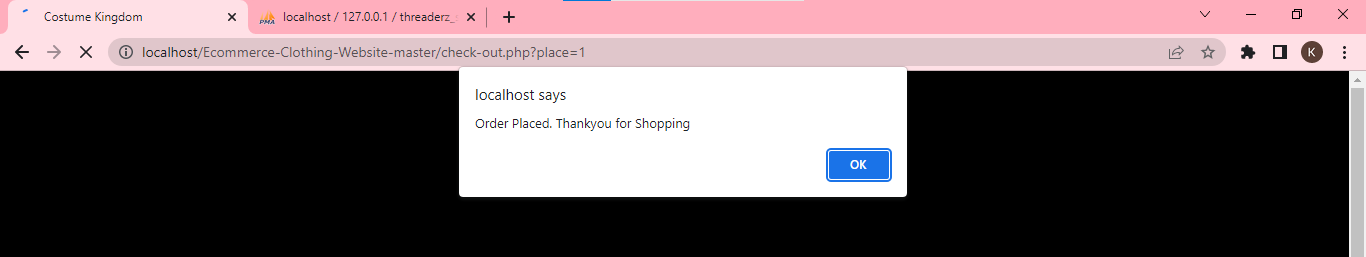 Costume Kingdom
localhost / 127.0.0.1 / threaderz_
PMA
localhost/Ecommerce-Clothing-Website-master/check-out.php?place=1
K
localhost says
Order Placed. Thankyou for Shopping
OK